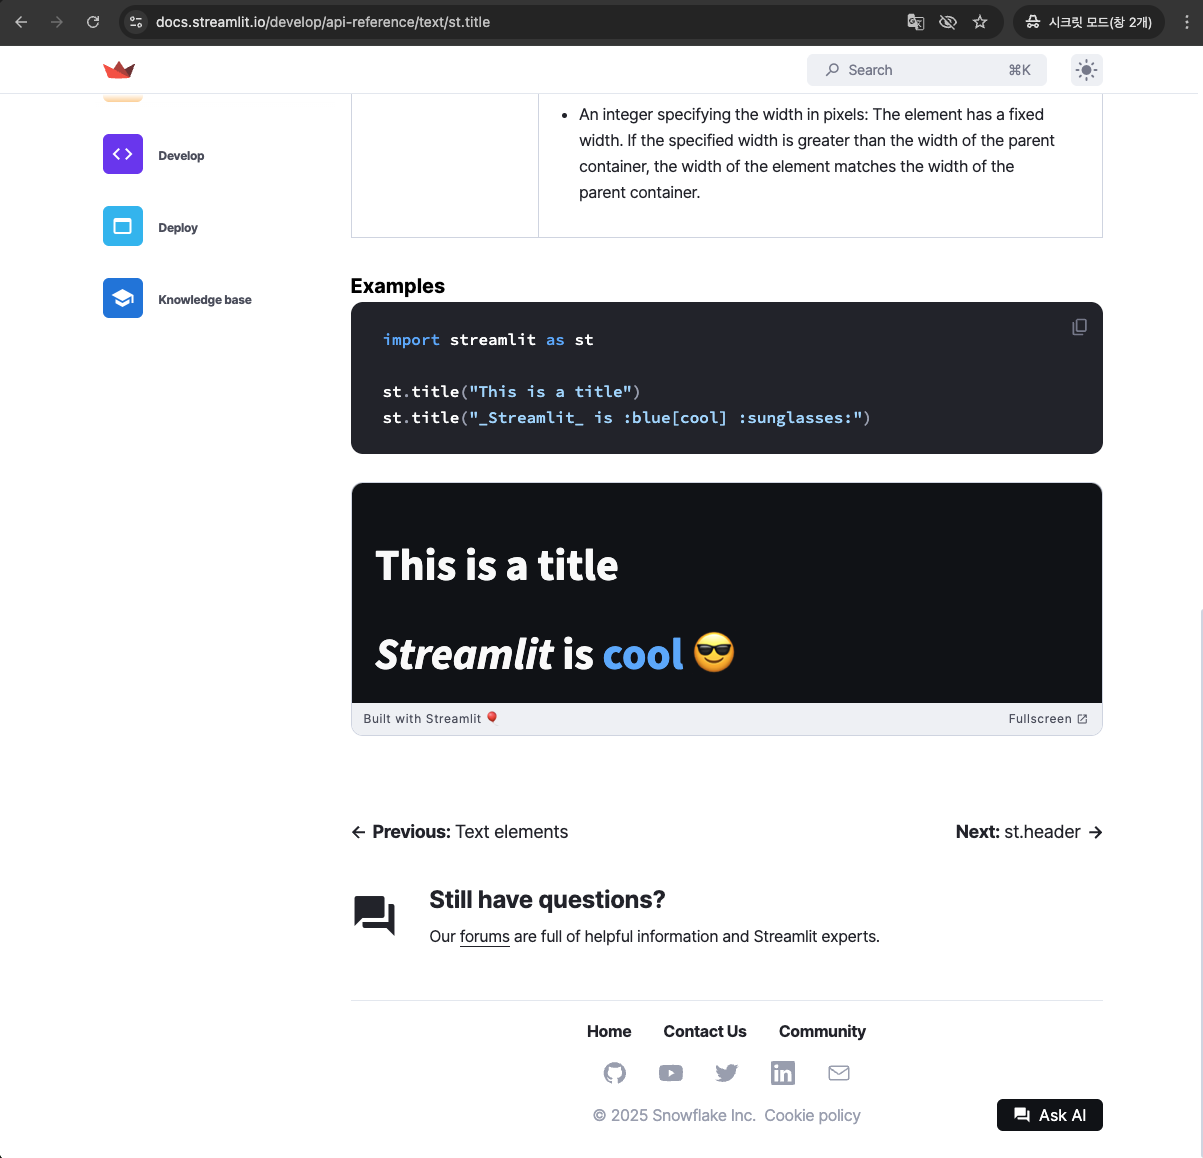 docs.streamlit.io/develop/api-reference/text/st.title
시크릿 모드(창 2개)
Search
⌘K
Develop
Deploy
Knowledge base
• An integer specifying the width in pixels: The element has a fixed
width. If the specified width is greater than the width of the parent
container, the width of the element matches the width of the
parent container.
Examples
import streamlit as st
st.title("This is a title")
st.title("_Streamlit_ is :blue[cool] :sunglasses:")
This is a title
Streamlit is cool 😎
Built with Streamlit 🎈
Fullscreen
← Previous: Text elements
Next: st.header →
Still have questions?
Our forums are full of helpful information and Streamlit experts.
Home Contact Us Community
© 2025 Snowflake Inc. Cookie policy
Ask AI